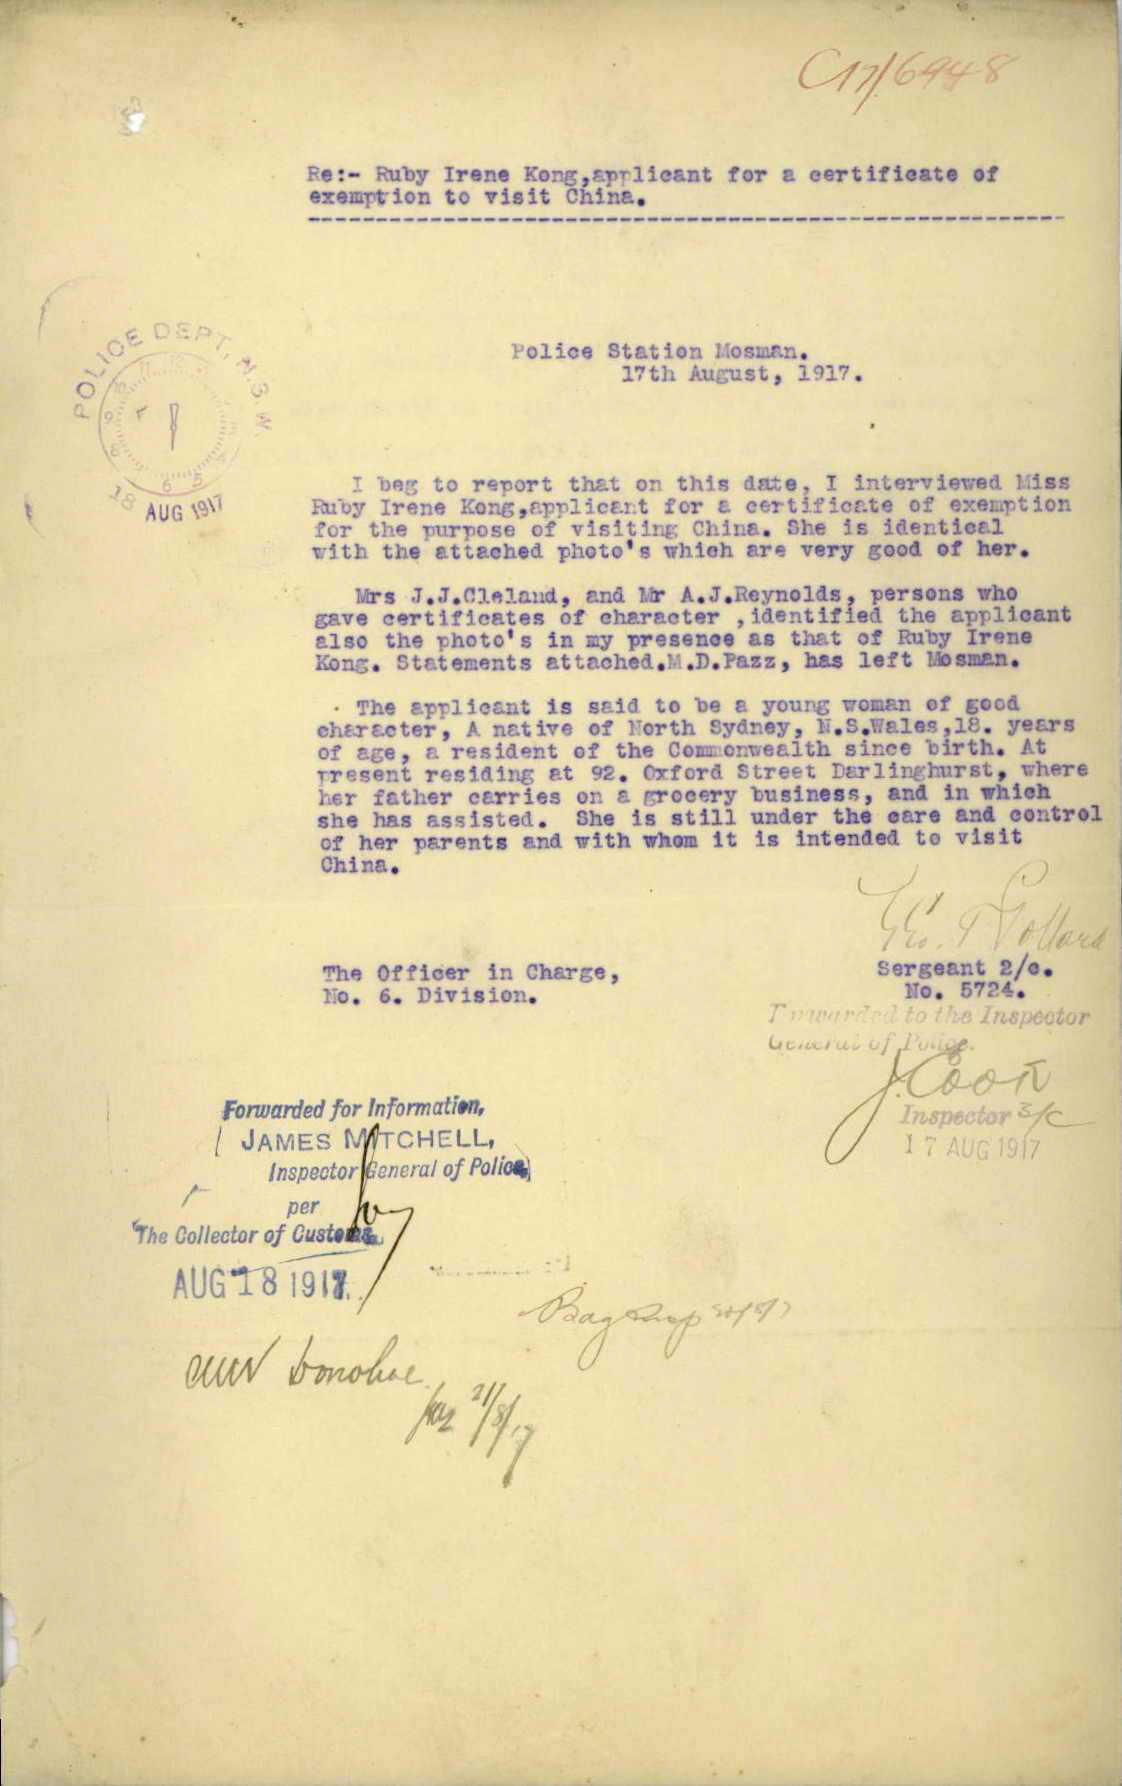 C17/6948
Re:- Ruby Irene Kong,applicant for a certificate of
exemption to visit China.
POLICE DEPT, N.S.W.
18 AUG 1917
Police Station Mosman.
17th August, 1917.
I beg to report that on this date, I interviewed Miss
Ruby Irene Kong,applicant for a certificate of exemption
for the purpose of visiting China. She is identical
with the attached photo's which are very good of her.
Mrs J.J.Cleland, and Mr A.J.Reynolds, persons who
gave certificates of character ,identified the applicant
also the photo's in my presence as that of Ruby Irene
Kong. Statements attached.M.D.Pazz, has left Mosman.
The applicant is said to be a young woman of good
character, A native of North Sydney, N.S.Wales,18. years
of age, a resident of the Commonwealth since birth. At
present residing at 92. Oxford Street Darlinghurst, where
her father carries on a grocery business, and in which
she has assisted. She is still under the care and control
of her parents and with whom it is intended to visit
China.
Geo. T
The Officer in Charge,
No. 6. Division.
Sergeant 2/c.
No. 5724.
Forwarded to the Inspector
General of Police.
J. Cook
Inspector 3/c
17 AUG 1917
Forwarded for Information,
JAMES MITCHELL,
Inspector General of Police,
per
The Collector of Customs.
AUG 18 1917.
Donohoe
21/8/17